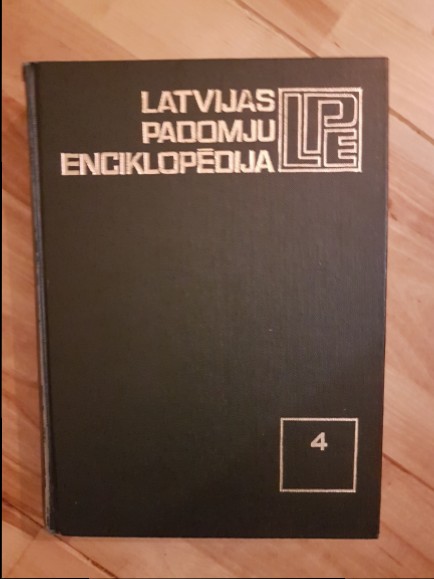 LATVIJAS
PADOMJU
ENCIKLOPĒDIJA
LPE
4